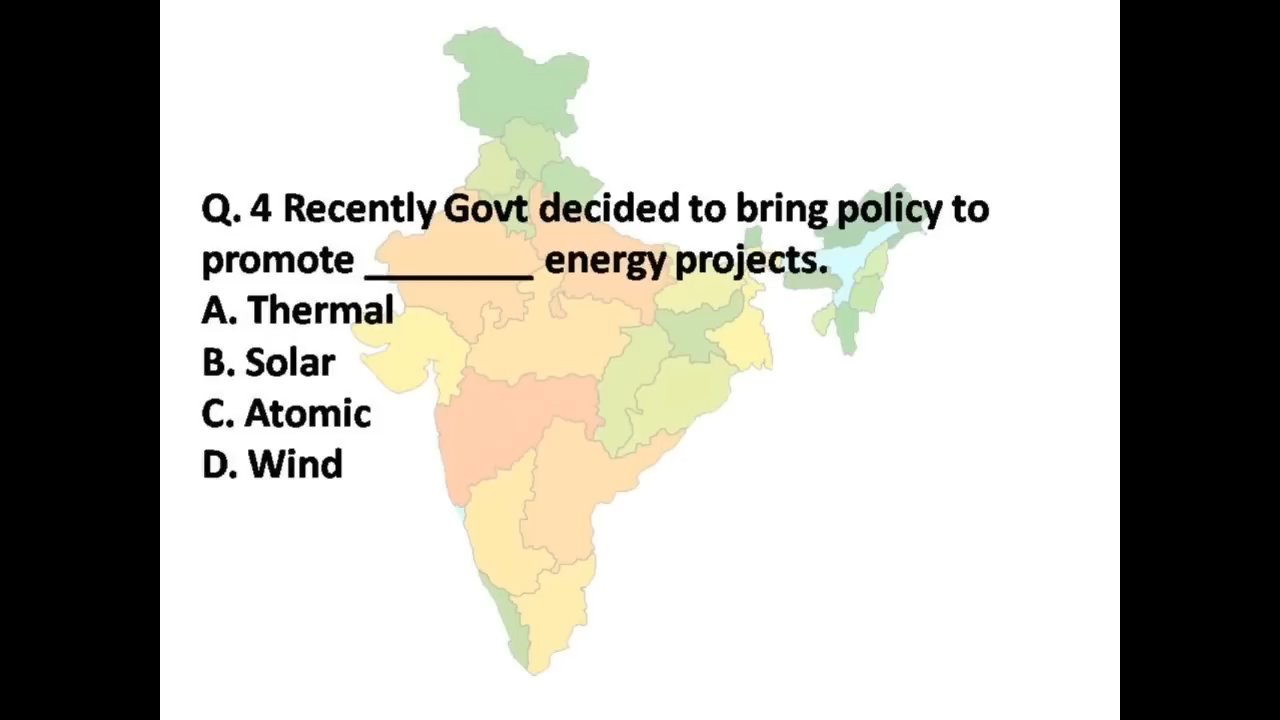 Q. 4 Recently Govt decided to bring policy to
promote ________ energy projects.
A. Thermal
B. Solar
C. Atomic
D. Wind